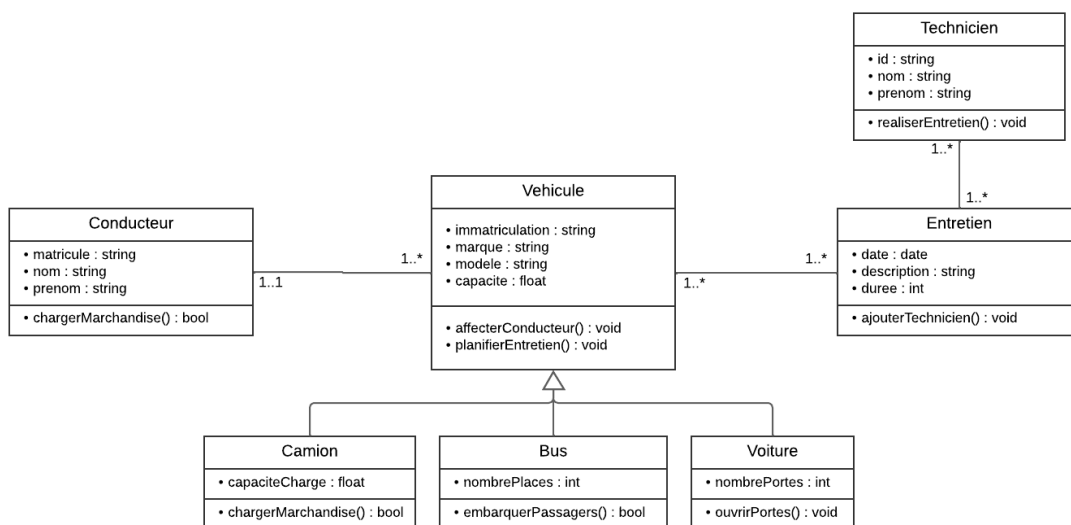 Technicien
• id : string
• nom : string
• prenom : string
• realiserEntretien() : void
1..*
1..*
Vehicule
• immatriculation : string
• marque : string
• modele : string
• capacite : float
• affecterConducteur() : void
• planifierEntretien() : void
Conducteur
• matricule : string
• nom : string
• prenom : string
• chargerMarchandise() : bool
1..1
1..*
1..*
1..*
Entretien
• date : date
• description : string
• duree : int
• ajouterTechnicien() : void
Camion
• capaciteCharge : float
• chargerMarchandise() : bool
Bus
• nombrePlaces : int
• embarquerPassagers() : bool
Voiture
• nombrePortes : int
• ouvrirPortes() : void